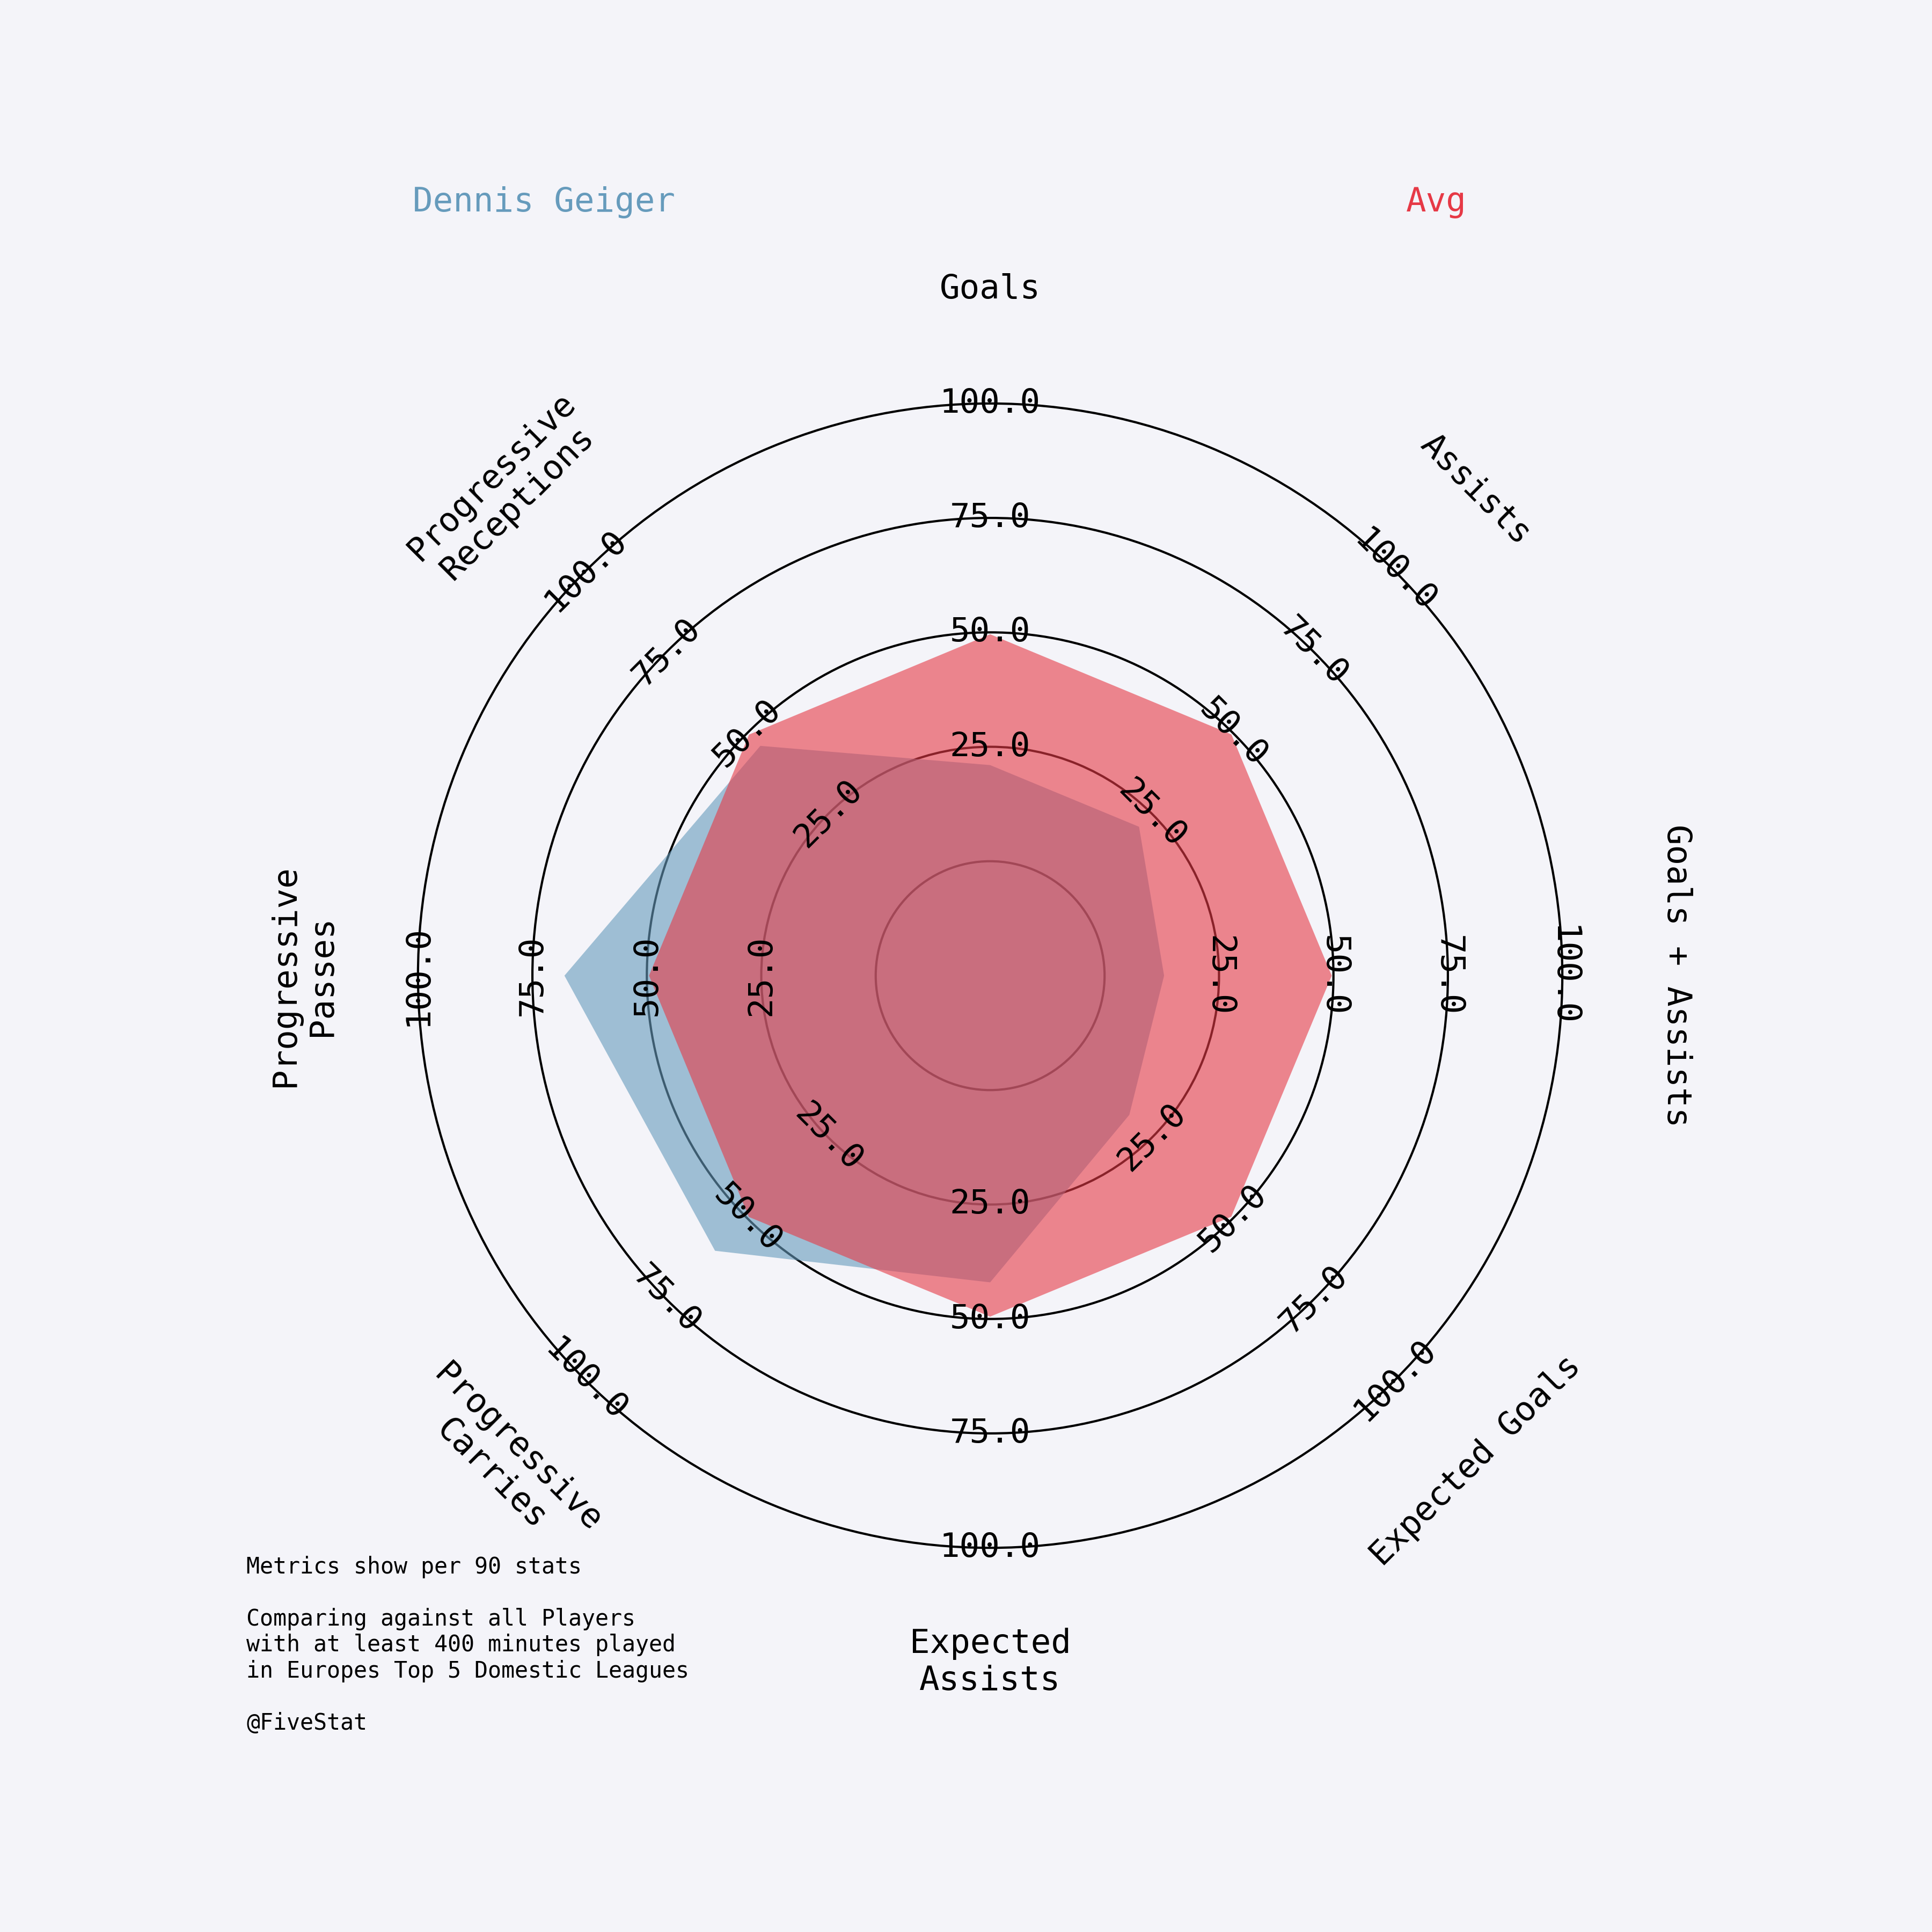 Dennis Geiger
Avg
Goals
Assists
Goals + Assists
Expected Goals
Expected
Assists
Progressive
Carries
Progressive
Passes
Progressive
Receptions
25.0
50.0
75.0
100.0
25.0
50.0
75.0
100.0
25.0
50.0
75.0
100.0
25.0
50.0
75.0
100.0
25.0
50.0
75.0
100.0
25.0
50.0
75.0
100.0
25.0
50.0
75.0
100.0
25.0
50.0
75.0
100.0
Metrics show per 90 stats
Comparing against all Players
with at least 400 minutes played
in Europes Top 5 Domestic Leagues
@FiveStat